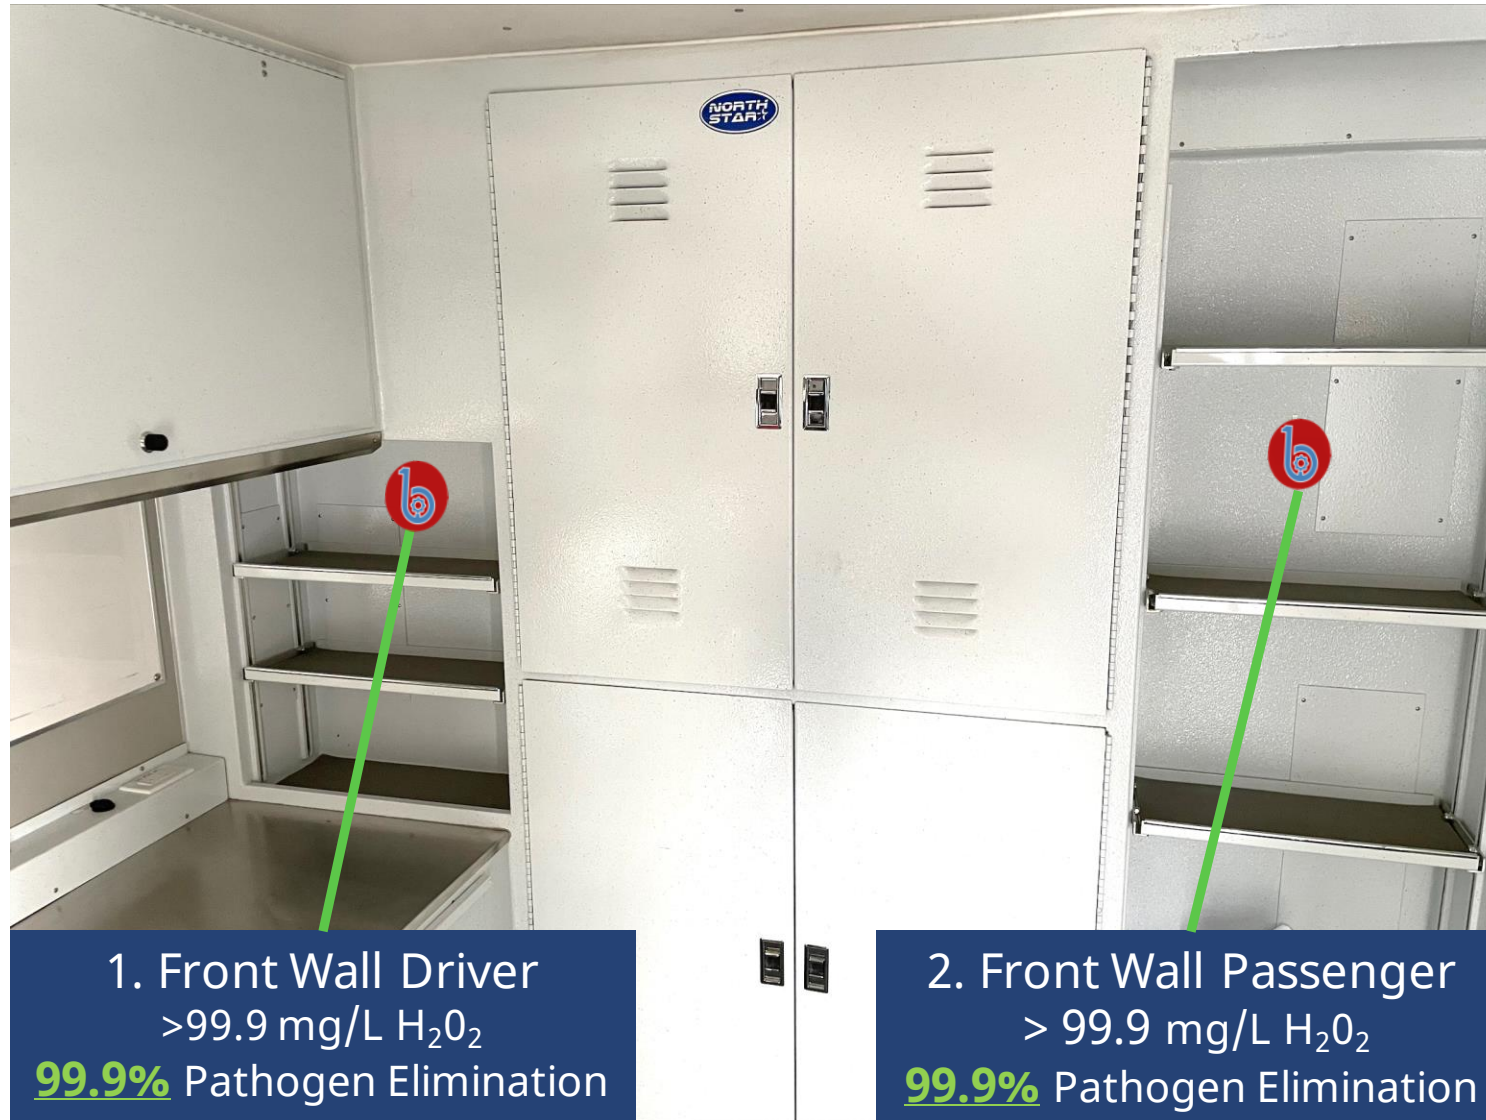 NORTH
STAR
1. Front Wall Driver
>99.9 mg/L H₂0₂
99.9% Pathogen Elimination
2. Front Wall Passenger
> 99.9 mg/L H₂0₂
99.9% Pathogen Elimination